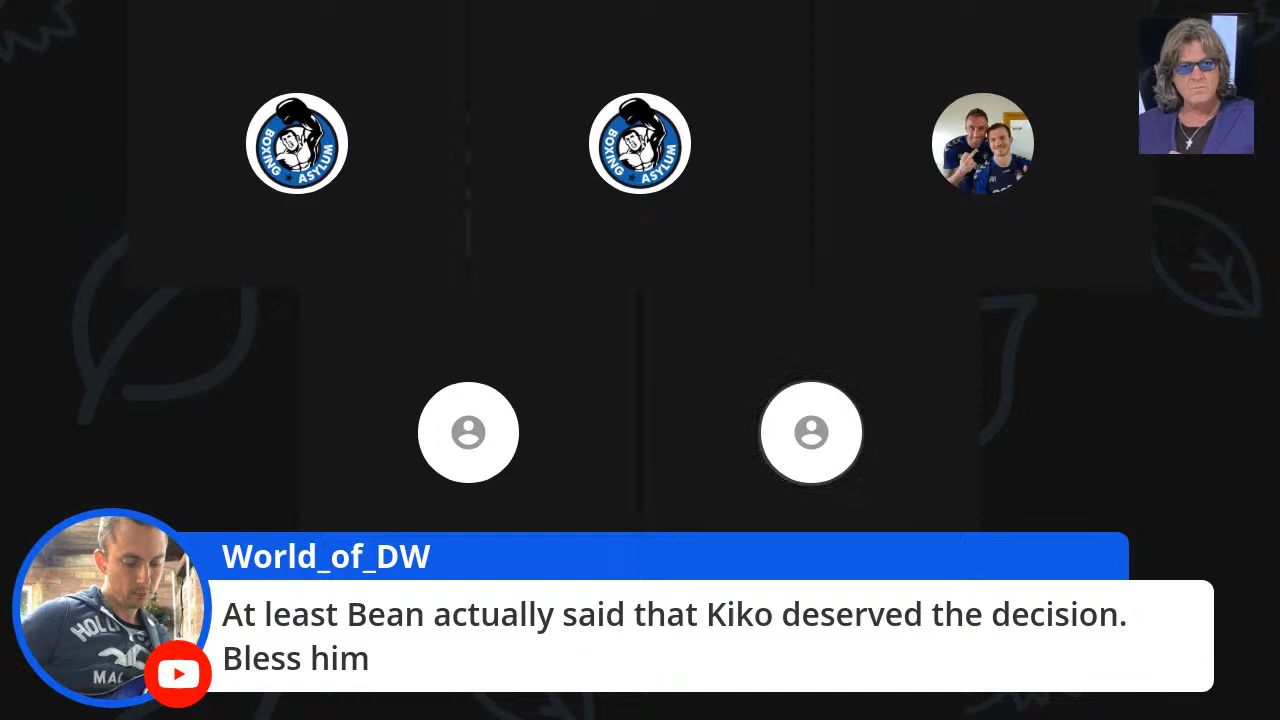 BOXING ASYLUM
BOXING ASYLUM
World_of_DW
At least Bean actually said that Kiko deserved the decision.
Bless him